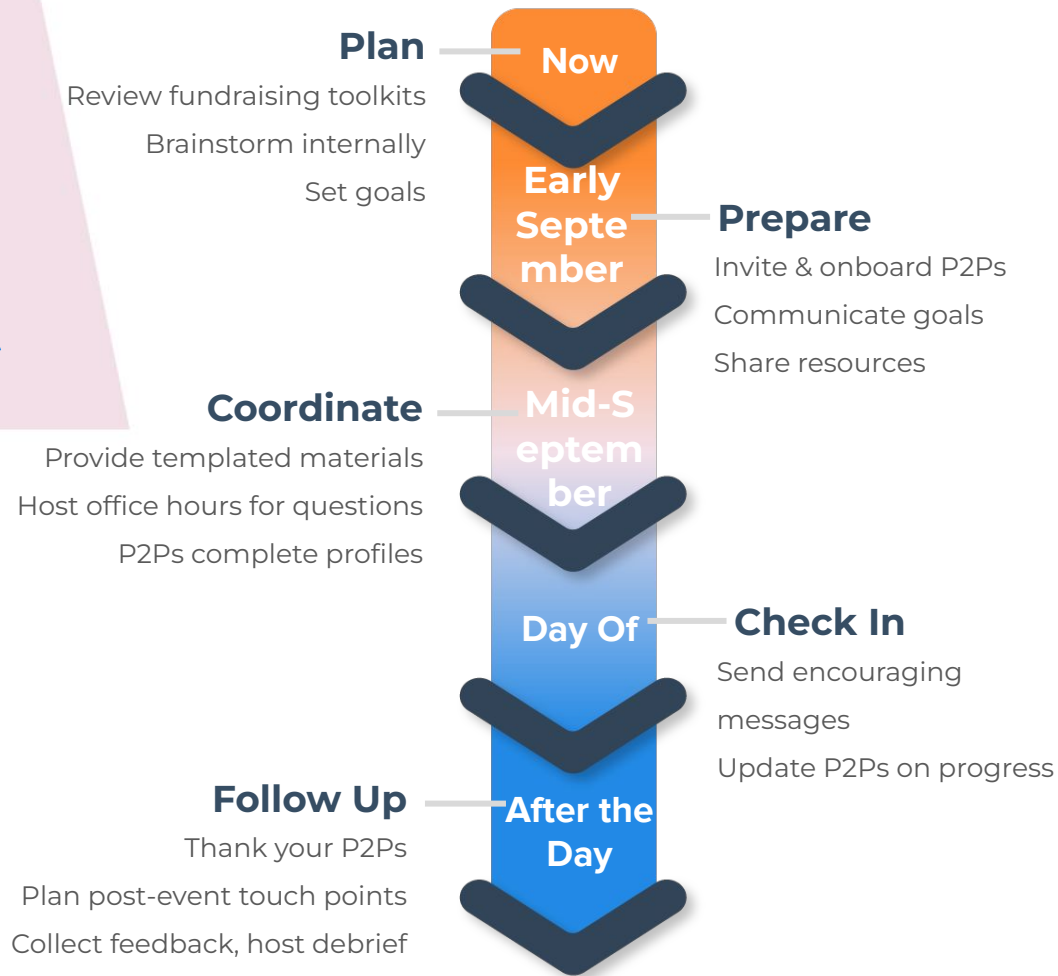 Plan
Now
Review fundraising toolkits
Brainstorm internally
Set goals
Early
Septe
mber
Prepare
Invite & onboard P2Ps
Communicate goals
Share resources
Coordinate
Mid-S
eptem
ber
Provide templated materials
Host office hours for questions
P2Ps complete profiles
Day Of
Check In
Send encouraging
messages
Update P2Ps on progress
Follow Up
After the
Day
Thank your P2Ps
Plan post-event touch points
Collect feedback, host debrief